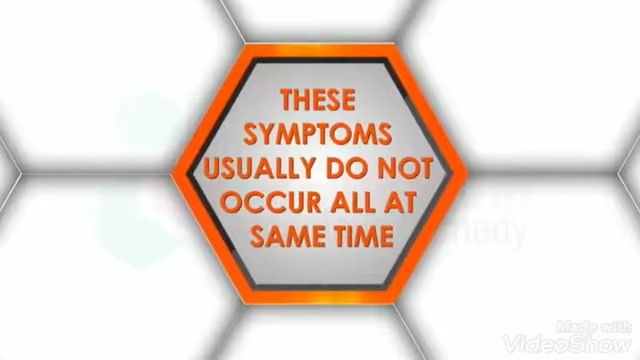 THESE
SYMPTOMS
USUALLY DO NOT
OCCUR ALL AT
SAME TIME
Made with
VideoShow